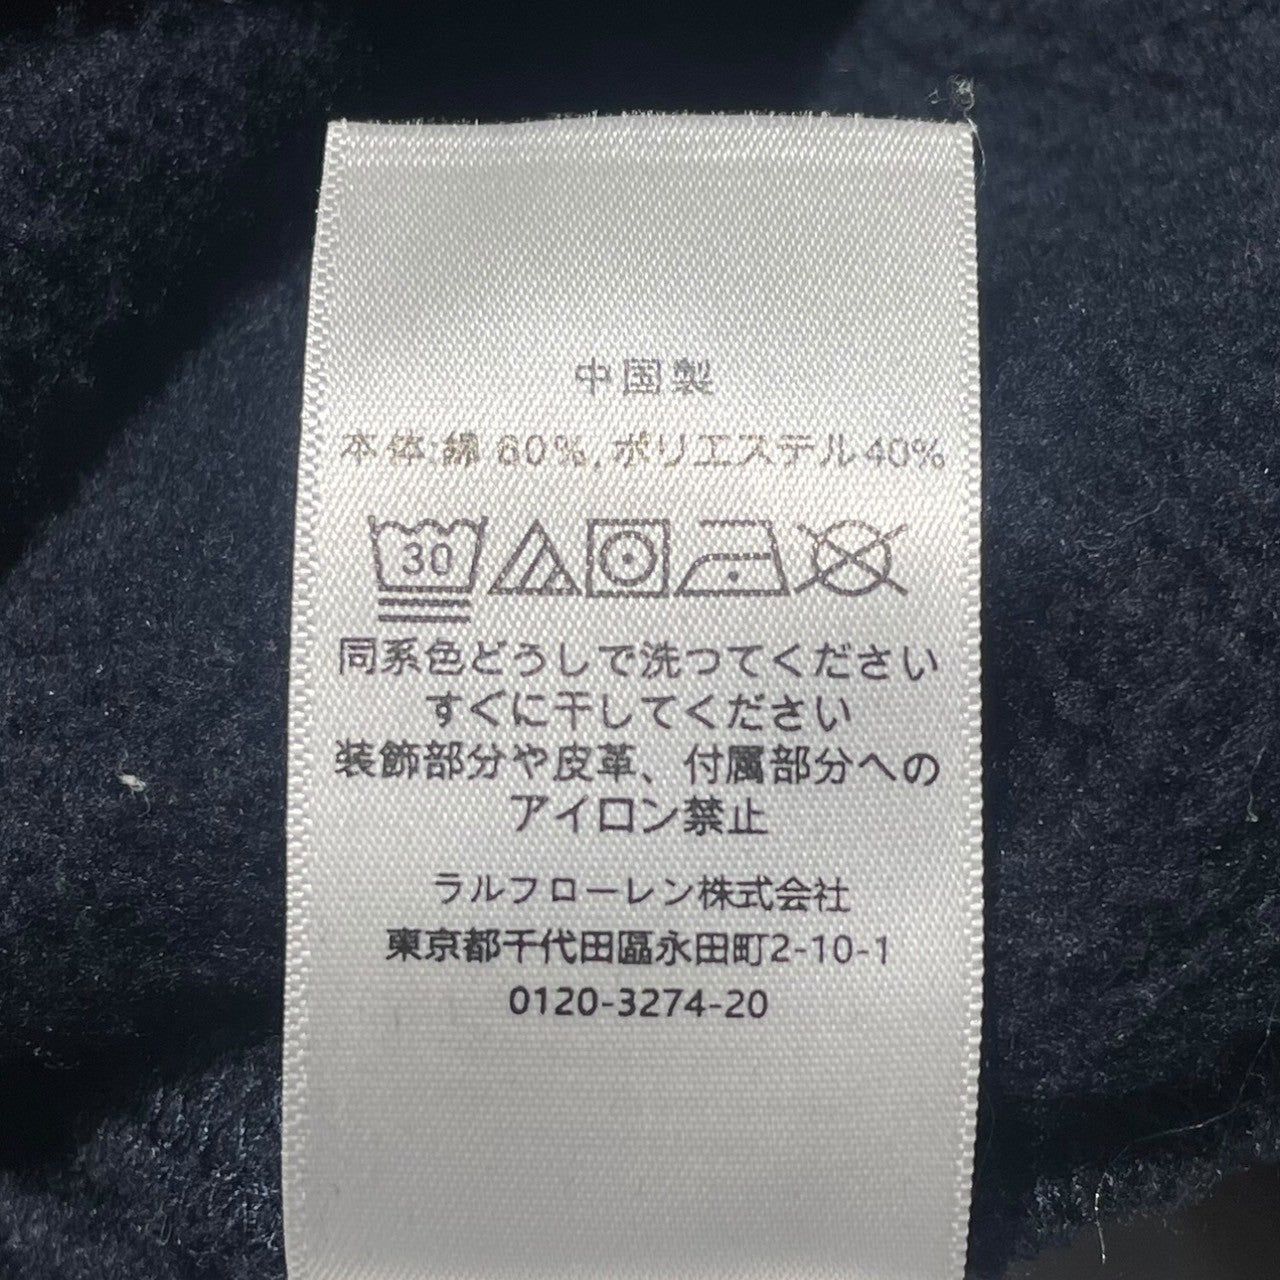 中国製
本体:綿 60%,ポリエステル40%
30
同系色どうしで洗ってください
すぐに干してください
装飾部分や皮革、付属部分への
アイロン禁止
ラルフローレン株式会社
東京都千代田區永田町2-10-1
0120-3274-20